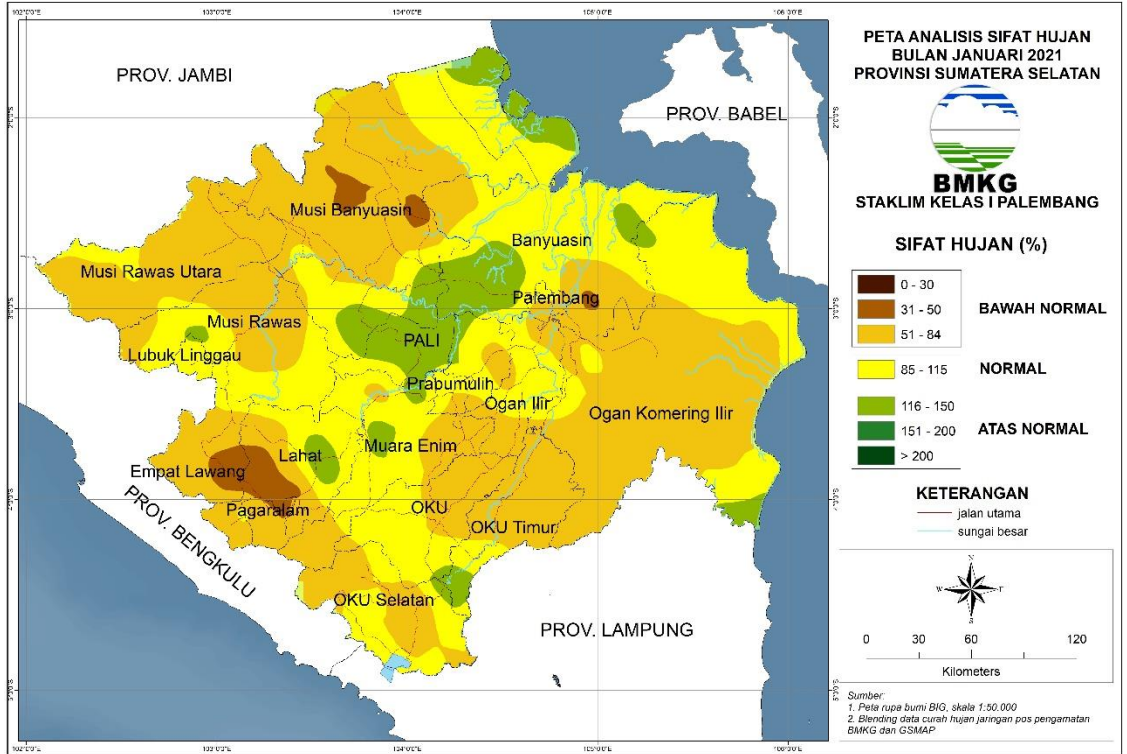 PETA ANALISIS SIFAT HUJAN
BULAN JANUARI 2021
PROVINSI SUMATERA SELATAN
BMKG
STAKLIM KELAS I PALEMBANG
SIFAT HUJAN (%)
0 - 30
31 - 50
51 - 84
BAWAH NORMAL
85 - 115
NORMAL
116 - 150
151 - 200
> 200
ATAS NORMAL
KETERANGAN
jalan utama
sungai besar
N
W
T
S
0 30 60 120
Kilometers
Sumber:
1. Peta rupa bumi BIG, skala 1:50.000
2. Blending data curah hujan jaringan pos pengamatan
BMKG dan GSMAP
PROV. JAMBI
PROV. BABEL
Musi Banyuasin
Banyuasin
Musi Rawas Utara
Palembang
Musi Rawas
PALI
Lubuk Linggau
Prabumulih
Ogan Ilir
Ogan Komering Ilir
Muara Enim
Lahat
Empat Lawang
Pagaralam
OKU
OKU Timur
PROV. BENGKULU
OKU Selatan
PROV. LAMPUNG